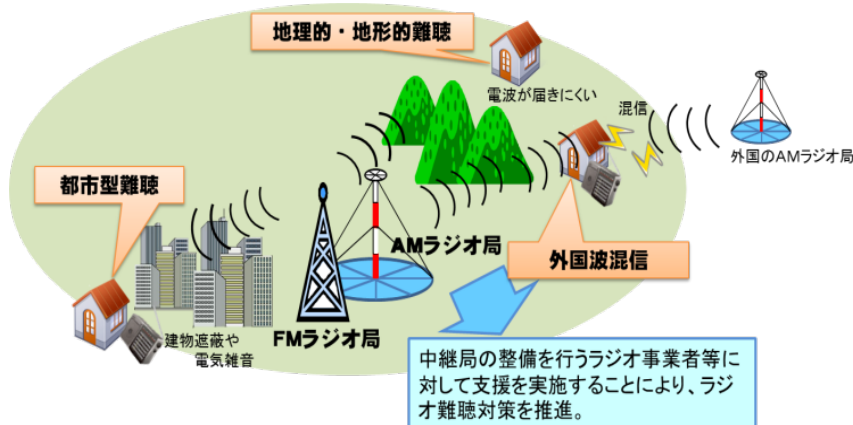 地理的・地形的難聴
電波が届きにくい
混信
外国のAMラジオ局
都市型難聴
AMラジオ局
外国波混信
建物遮蔽や
電気雑音
FMラジオ局
中継局の整備を行うラジオ事業者等に
対して支援を実施することにより、ラジ
オ難聴対策を推進。